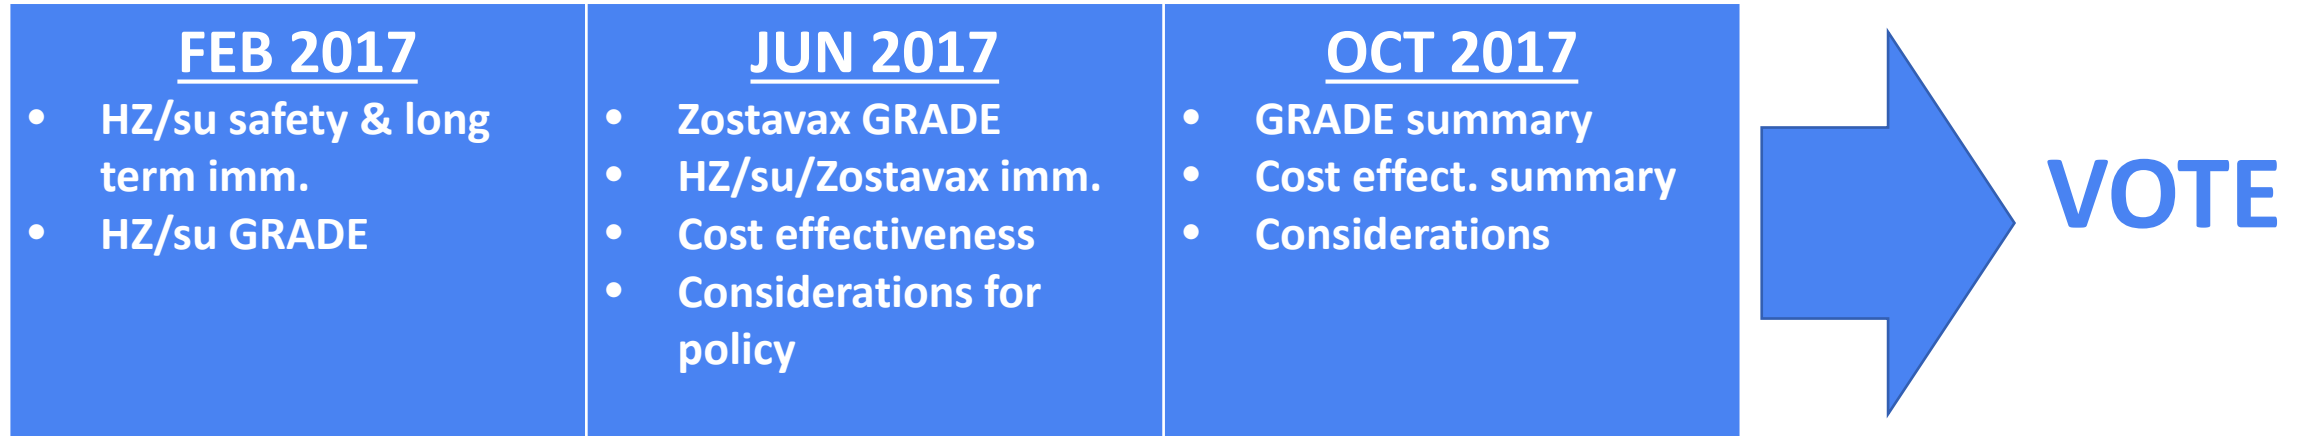 FEB 2017
• HZ/su safety & long
term imm.
• HZ/su GRADE
JUN 2017
• Zostavax GRADE
• HZ/su/Zostavax imm.
• Cost effectiveness
• Considerations for
policy
OCT 2017
• GRADE summary
• Cost effect. summary
• Considerations
VOTE